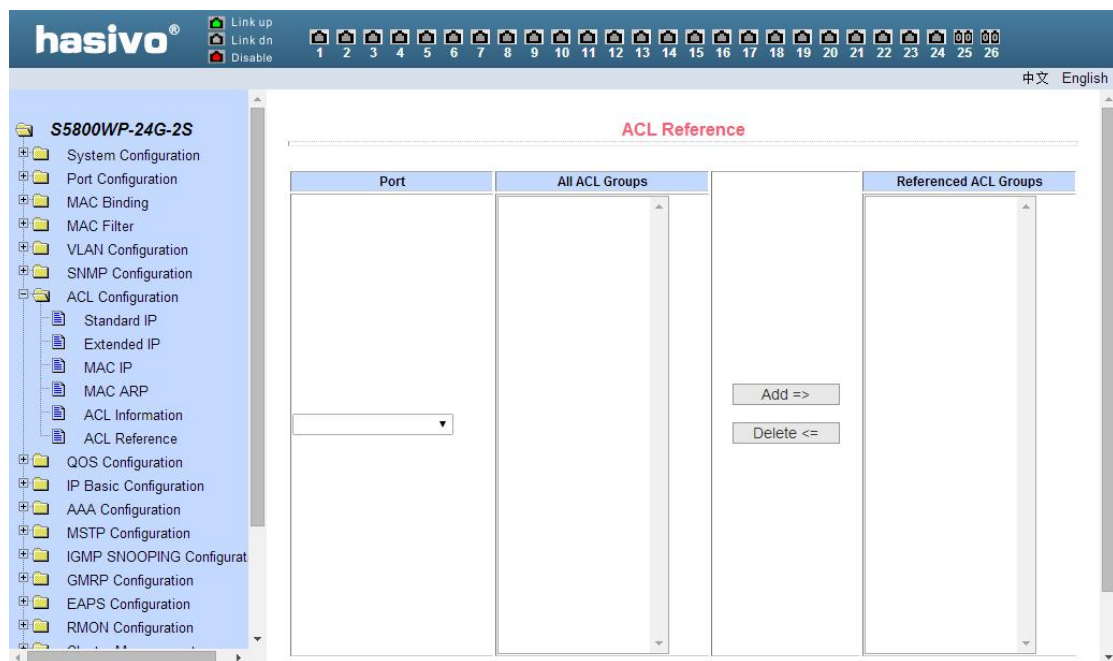 hasivo®
Link up
Link dn
Disable
1 2 3 4 5 6 7 8 9 10 11 12 13 14 15 16 17 18 19 20 21 22 23 24 25 26
中文 English
S5800WP-24G-2S
System Configuration
Port Configuration
MAC Binding
MAC Filter
VLAN Configuration
SNMP Configuration
ACL Configuration
Standard IP
Extended IP
MAC IP
MAC ARP
ACL Information
ACL Reference
QOS Configuration
IP Basic Configuration
AAA Configuration
MSTP Configuration
IGMP SNOOPING Configurat
GMRP Configuration
EAPS Configuration
RMON Configuration
ACL Reference
Port
All ACL Groups
Referenced ACL Groups
Add =>
Delete <=